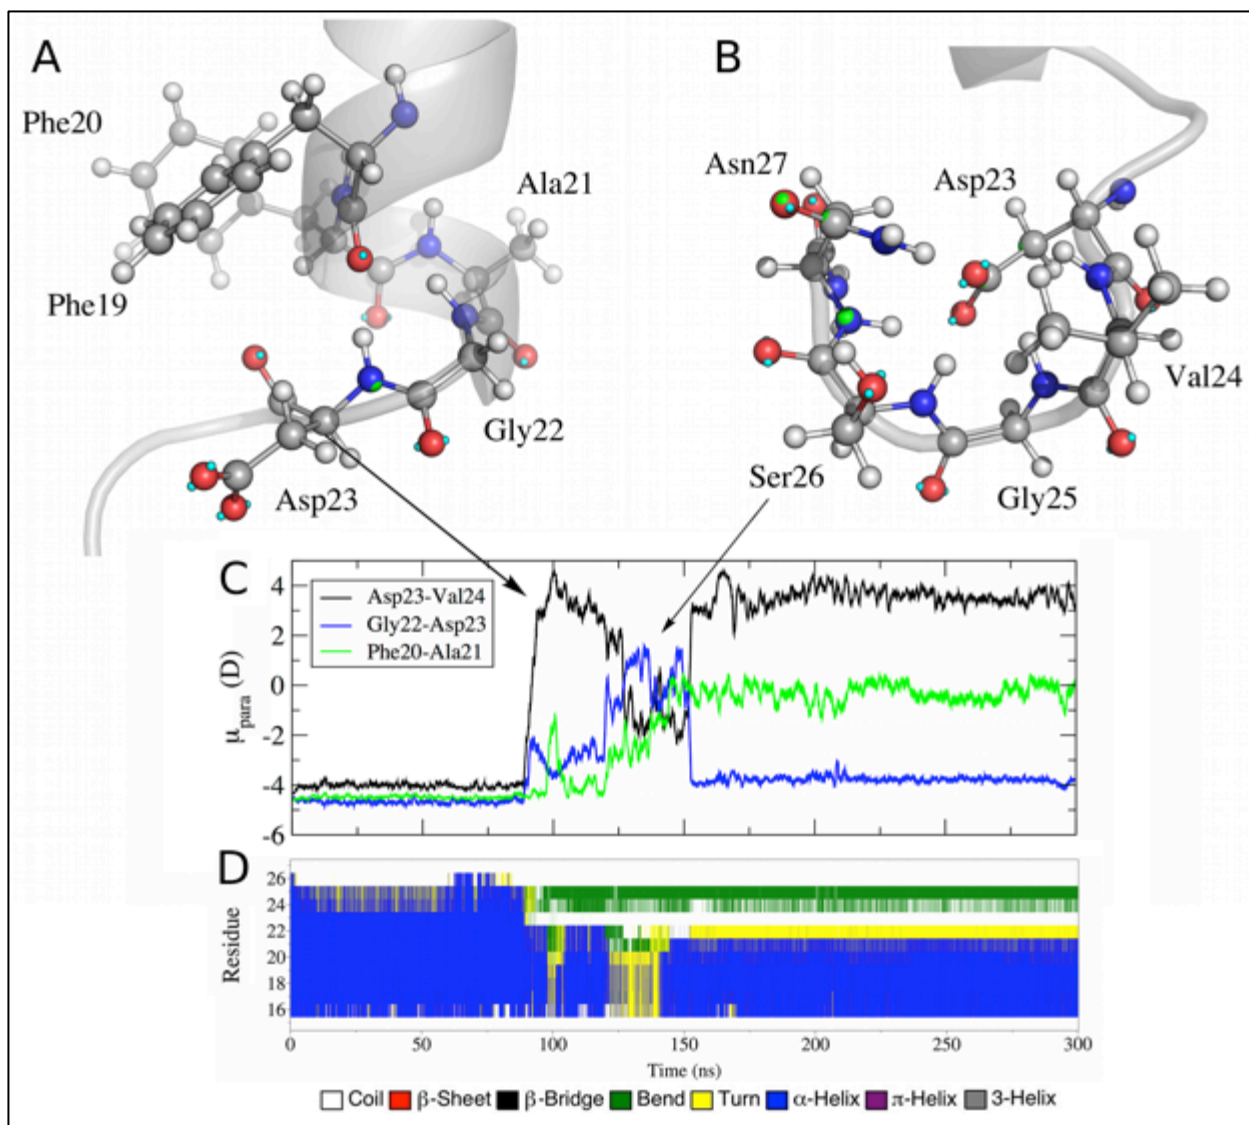 A
B
Phe20
Ala21
Asn27
Asp23
Phe19
Val24
Gly22
Ser26
Asp23
Gly25
C
4
Asp23-Val24
Gly22-Asp23
Phe20-Ala21
2
0
-2
-4
-6
μpara (D)
D
26
24
22
20
18
16
Residue
0 50 100 150 200 250 300
Time (ns)
Coil β-Sheet β-Bridge Bend Turn α-Helix π-Helix 3-Helix